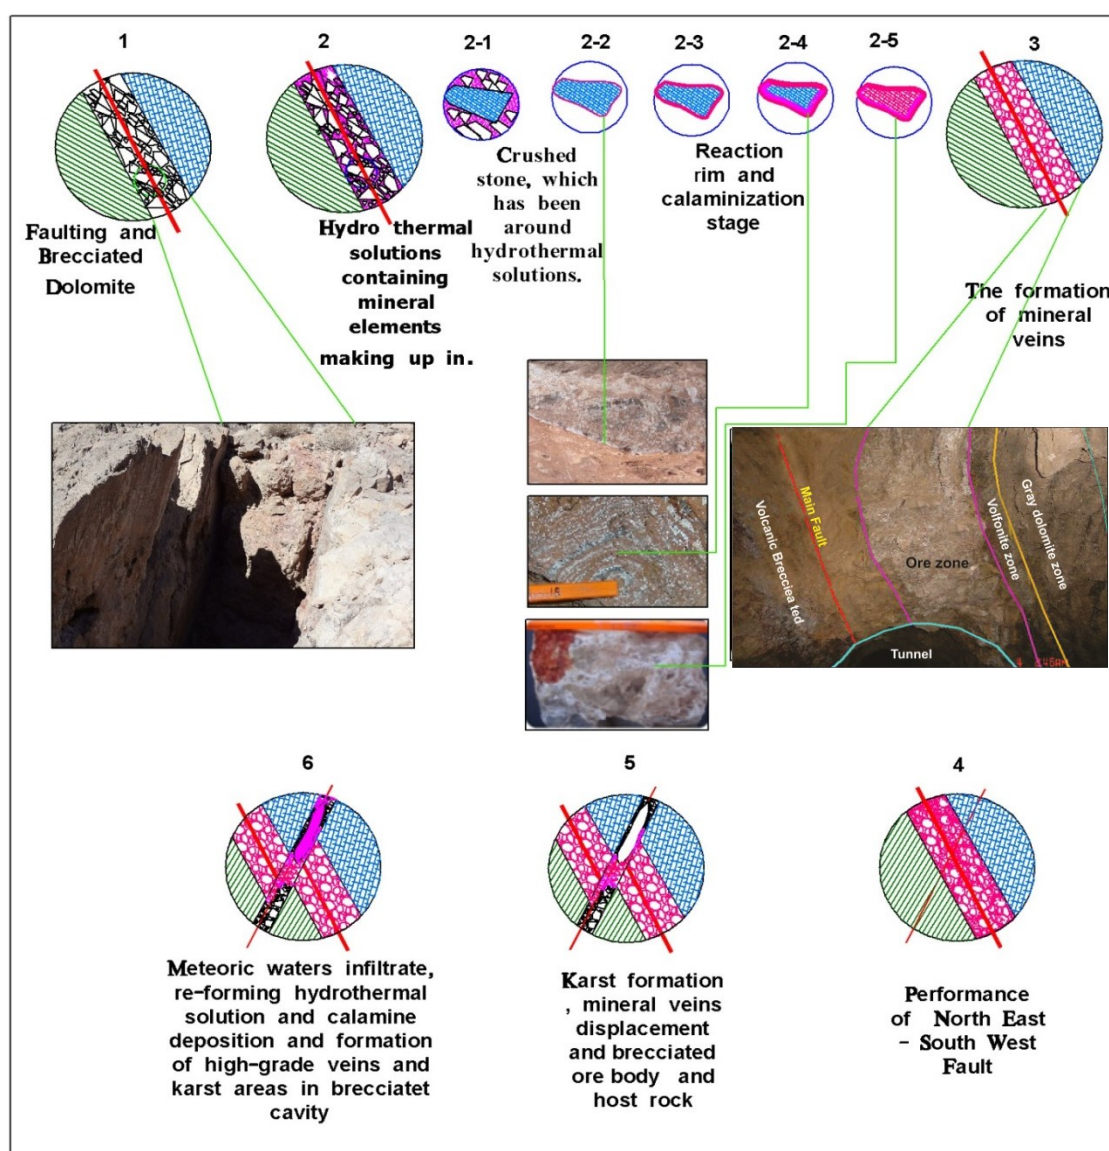 1
2
2-1
2-2
2-3
2-4
2-5
3
Faulting and
Brecciated
Dolomite
Hydro thermal
solutions
containing
mineral
elements
making up in.
Crushed
stone, which
has been
around
hydrothermal
solutions.
Reaction
rim and
calaminization
stage
The formation
of mineral
veins
Volcanic Brecciea ted
Main Fault
Ore zone
Volfonite zone
Gray dolomite zone
Tunnel
6
5
4
Meteoric waters infiltrate,
re-forming hydrothermal
solution and calamine
deposition and formation
of high-grade veins and
karst areas in brecciatet
cavity
Karst formation
, mineral veins
displacement
and brecciated
ore body and
host rock
Performance
of North East
- South West
Fault